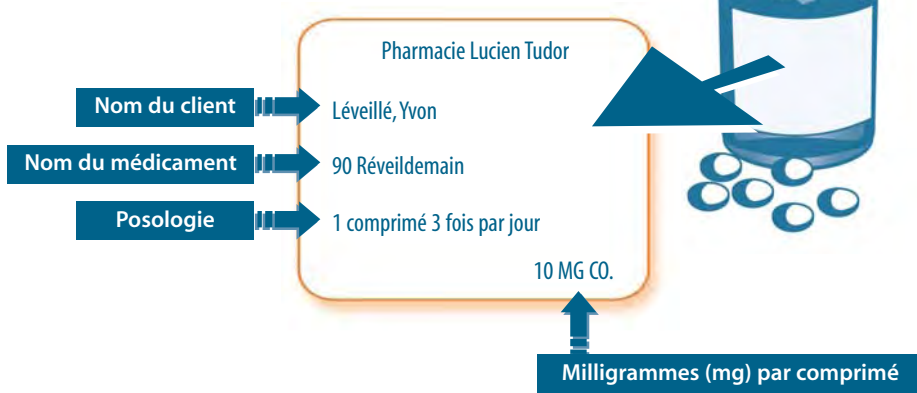 Pharmacie Lucien Tudor
Nom du client
Léveillé, Yvon
Nom du médicament
90 Réveildemain
Posologie
1 comprimé 3 fois par jour
10 MG CO.
Milligrammes (mg) par comprimé